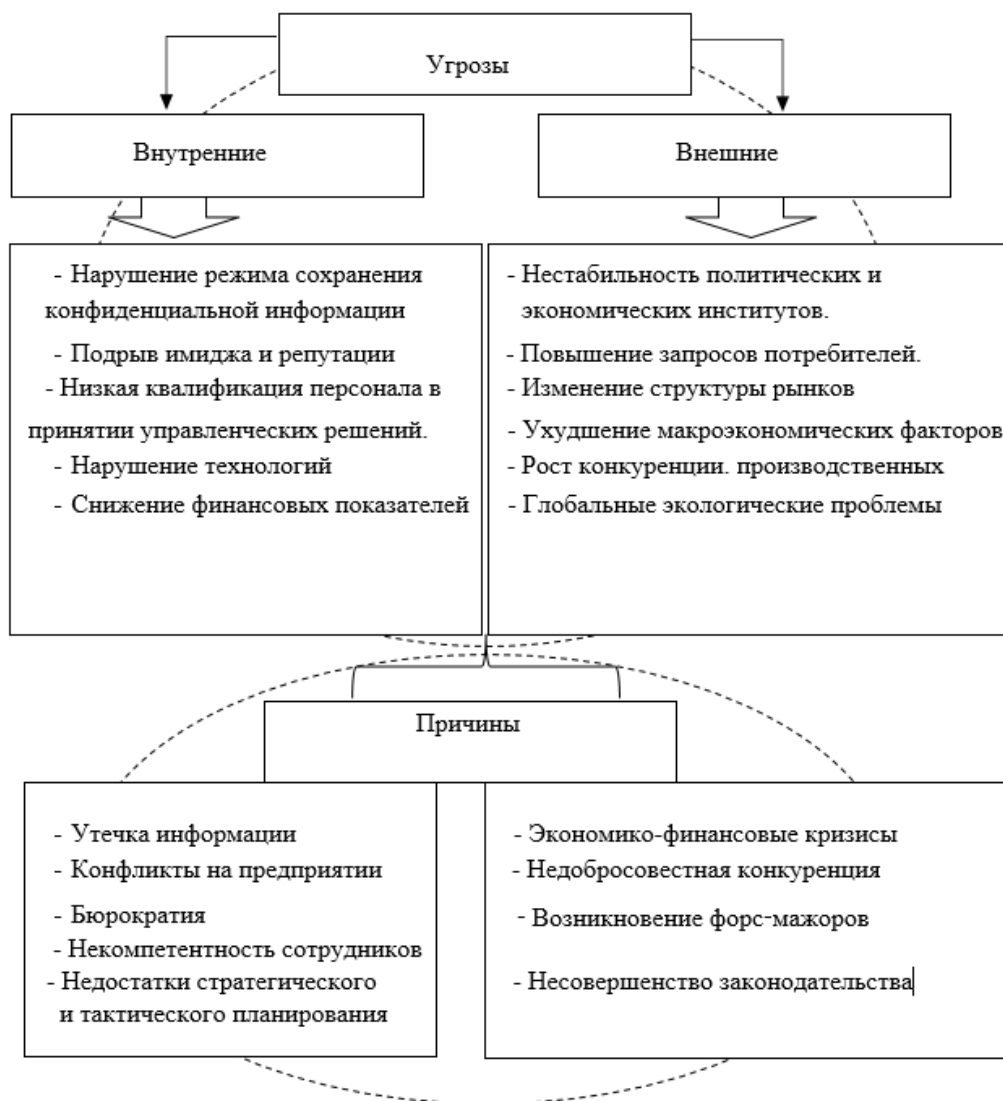 Угрозы
Внутренние
Внешние
- Нарушение режима сохранения
конфиденциальной информации
- Подрыв имиджа и репутации
- Низкая квалификация персонала в
принятии управленческих решений.
- Нарушение технологий
- Снижение финансовых показателей
- Нестабильность политических и
экономических институтов.
- Повышение запросов потребителей.
- Изменение структуры рынков
- Ухудшение макроэкономических факторов
- Рост конкуренции. производственных
- Глобальные экологические проблемы
Причины
- Утечка информации
- Конфликты на предприятии
- Бюрократия
- Некомпетентность сотрудников
- Недостатки стратегического
и тактического планирования
- Экономико-финансовые кризисы
- Недобросовестная конкуренция
- Возникновение форс-мажоров
- Несовершенство законодательства